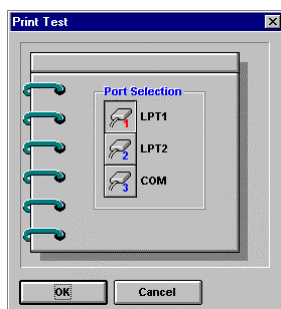 Print Test
Port Selection
1 LPT1
2 LPT2
3 COM
OK Cancel